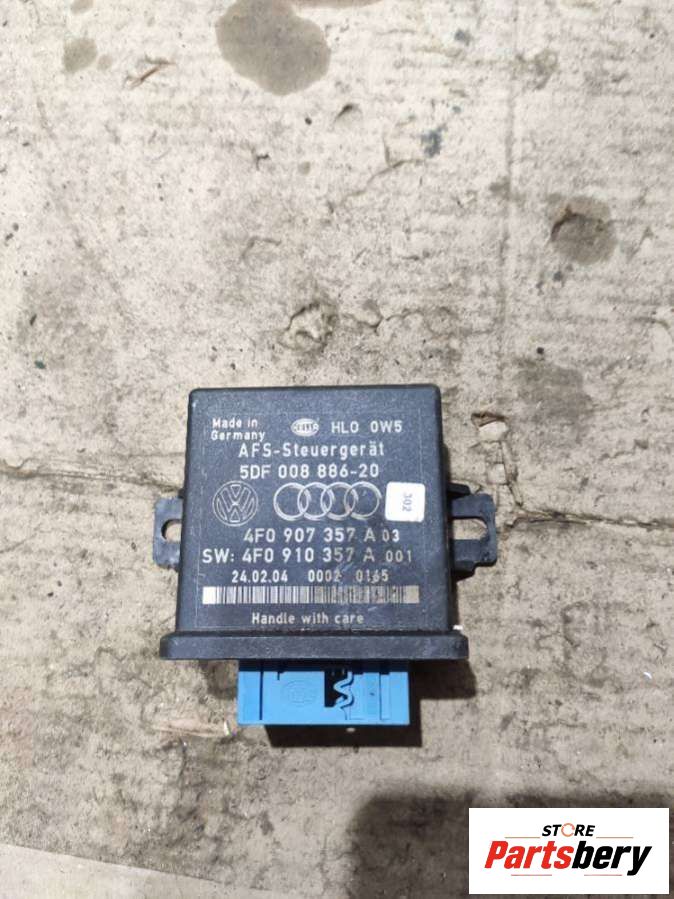 Made in
Germany
HELLA
HLO 0W5
AFS-Steuergerät
5DF 008 886-20
302
4F0 907 357 A 03
SW: 4F0 910 357 A 001
24.02.04 0002 0165
Handle with care
STORE
Partsbery